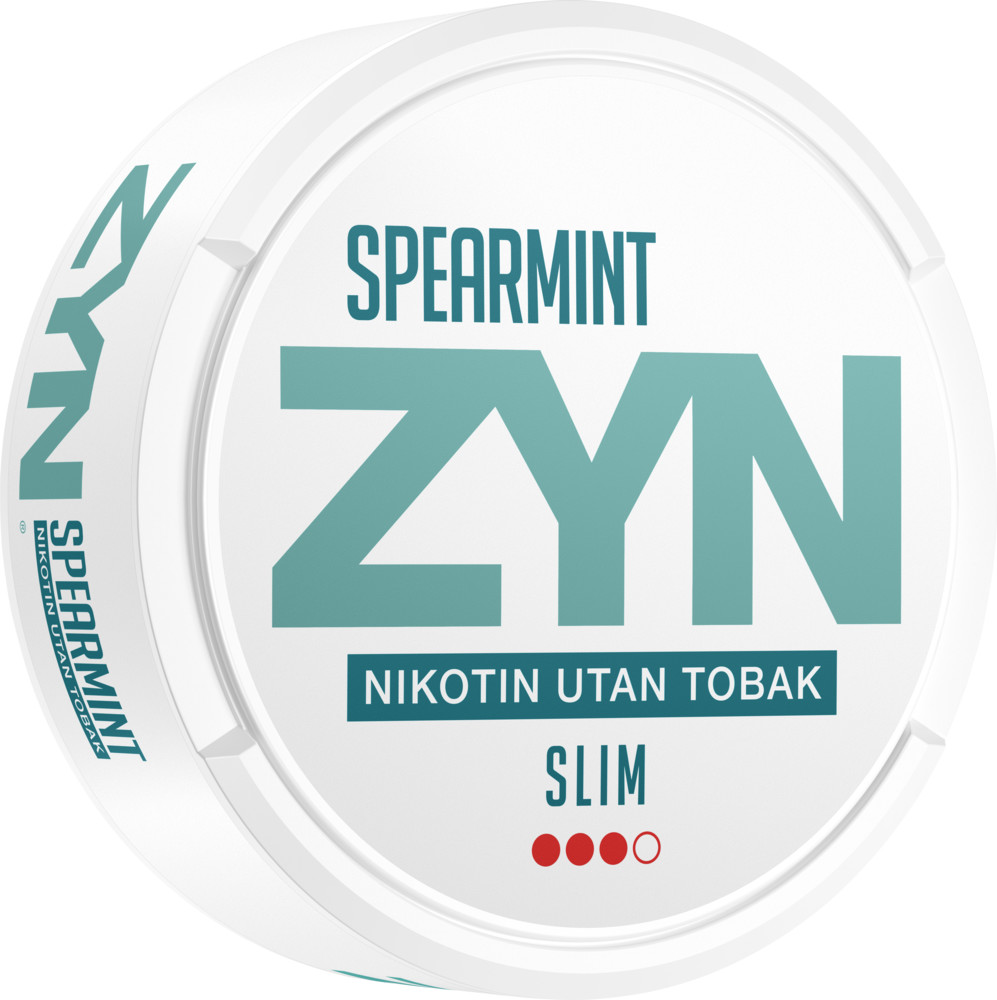 SPEARMINT
ZYN
NIKOTIN UTAN TOBAK
SLIM
ZYN®
SPEARMINT
NIKOTIN UTAN TOBAK